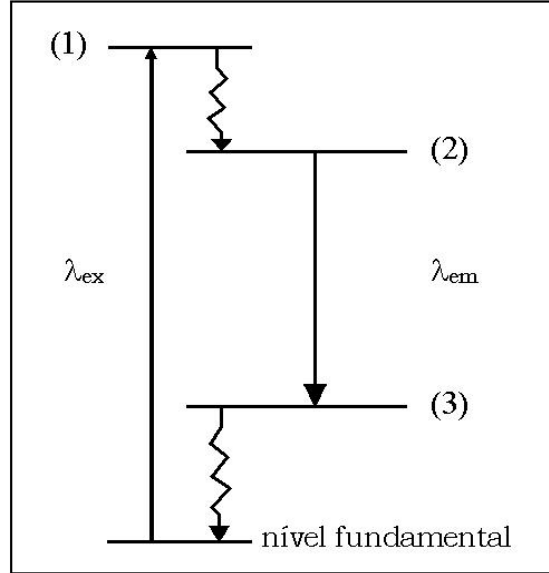 (1)
(2)
λex
λem
(3)
nível fundamental